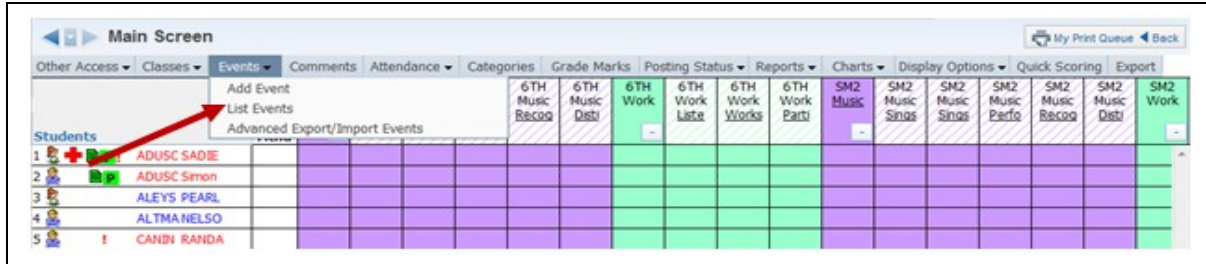 Main Screen
My Print Queue Back
Other Access Classes Events Comments Attendance Categories Grade Marks Posting Status Reports Charts Display Options Quick Scoring Export
Add Event
List Events
Advanced Export/Import Events
6TH 6TH 6TH 6TH 6TH 6TH SM2 SM2 SM2 SM2 SM2 SM2 SM2
Music Music Work Work Work Work Music Music Music Music Music Music Work
Recog Disti Liste Works Parti Sings Sings Perfo Recog Disti
Students
1 P ! ADUSC SADIE
2 P ADUSC Simon
3 ALEYS PEARL
4 ALTMA NELSO
5 ! CANIN RANDA